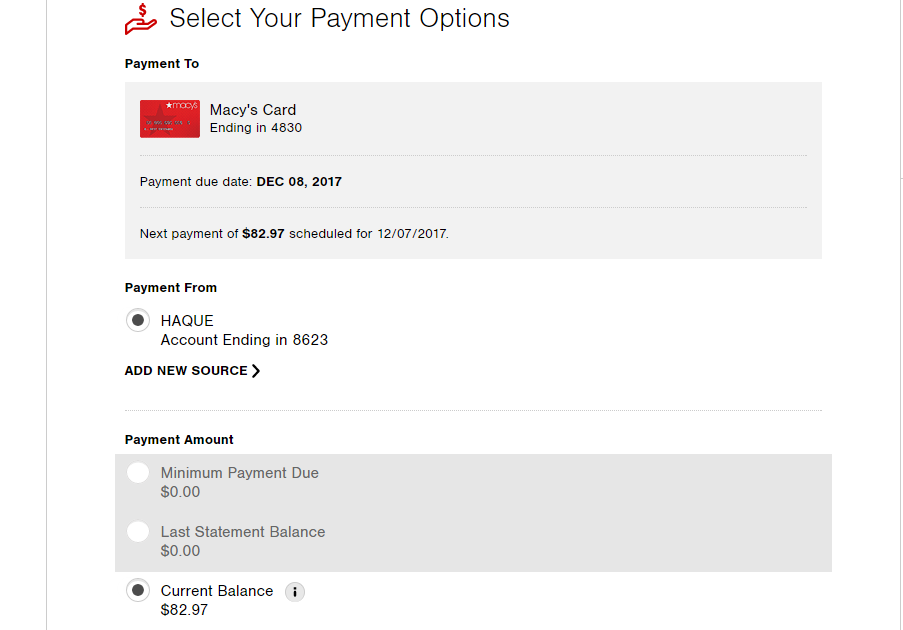 $
Select Your Payment Options
Payment To
★macy's
Macy's Card
Ending in 4830
Payment due date: DEC 08, 2017
Next payment of $82.97 scheduled for 12/07/2017.
Payment From
HAQUE
Account Ending in 8623
ADD NEW SOURCE
Payment Amount
Minimum Payment Due
$0.00
Last Statement Balance
$0.00
Current Balance i
$82.97